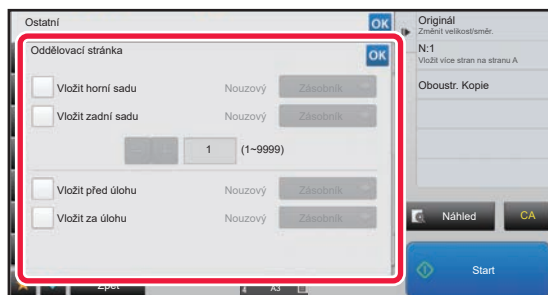 Ostatní
OK
Oddělovací stránka
OK
Vložit horní sadu
Nouzový
Zásobník
Vložit zadní sadu
Nouzový
Zásobník
1
(1~9999)
Vložit před úlohu
Nouzový
Zásobník
Vložit za úlohu
Nouzový
Zásobník
Zpět
A3
Originál
Změnit velikost/směr.
N:1
Vložit více stran na stranu A
Oboustr. Kopie
Náhled
CA
Start